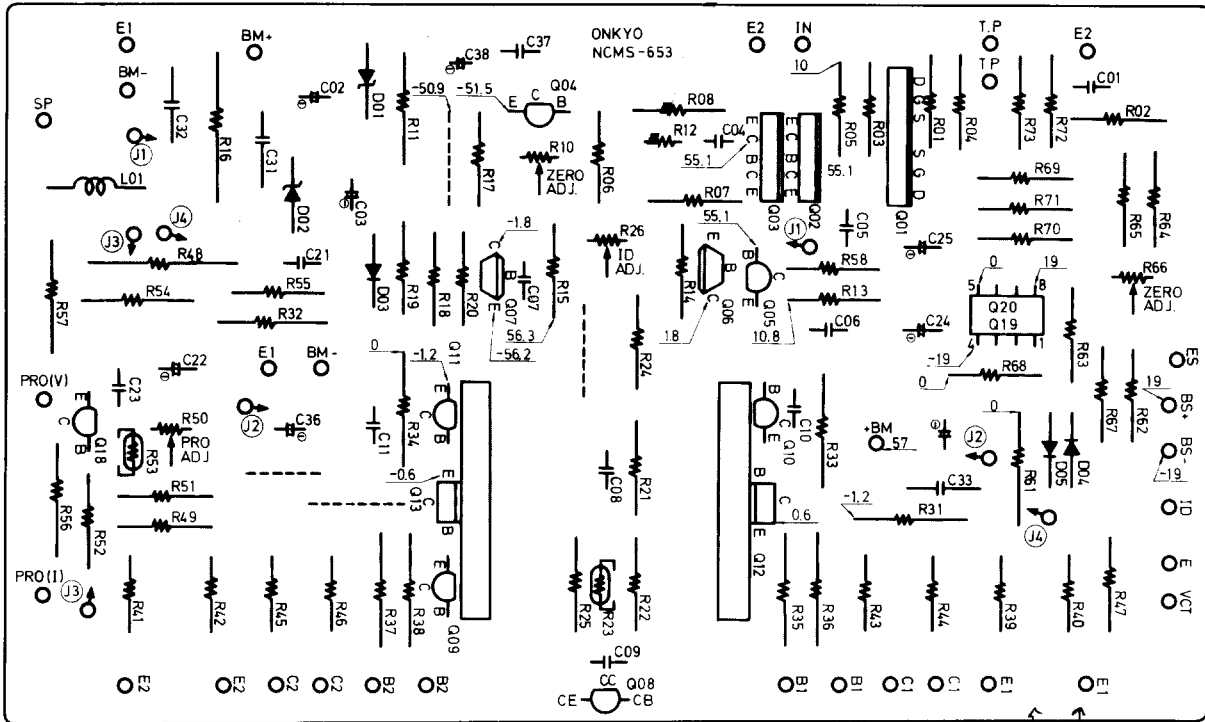 E1
BM+
BM-
SP
C32
J1
R16
C31
C02
D01
R11
C38
C37
ONKYO
NCMS-653
E2
IN
T.P
TP
E2
C01
R02
-50.9
-51.5
E
C
B
Q04
R08
R12
C04
10
R05
R03
D
G
S
S
G
D
Q01
R01
R04
R73
R72
L01
J3
J4
D02
C03
R17
R10
ZERO
ADJ.
R06
55.1
R07
E
C
B
C
E
Q03
E
C
B
C
E
Q02
55.1
R69
R71
R70
R65
R64
R48
R54
C21
R55
R32
R57
D03
R19
R18
R20
-1.8
C
B
E
Q07
C07
R15
R26
ID
ADJ.
56.3
-56.2
R14
E
B
C
Q06
1.8
55.1
B
C
E
Q05
J1
C05
R58
R13
10.8
C06
C25
C24
0
19
5
8
Q20
Q19
4
1
-19
R66
ZERO
ADJ.
0
R68
R63
E1
BM-
C22
0
-1.2
Q11
E
C
B
R24
ES
PRO(V)
C23
J2
C36
R34
C11
C
B
Q18
R50
PRO
ADJ
R53
B
C
E
Q10
C10
R33
+BM
57
J2
0
R61
D05
D04
R67
R62
19
BS+
BS-
-19
R51
R49
R56
R52
-0.6
E
C
B
Q13
C08
R21
B
C
E
Q12
0.6
-1.2
R31
C33
J4
ID
PRO(I)
J3
R41
R42
R45
R46
R37
R38
E
C
B
Q09
R25
R23
R22
R35
R36
R43
R44
R39
R40
R47
E
VCT
C09
CC
Q08
CE
CB
E2
E2
C2
C2
B2
B2
B1
B1
C1
C1
E1
E1